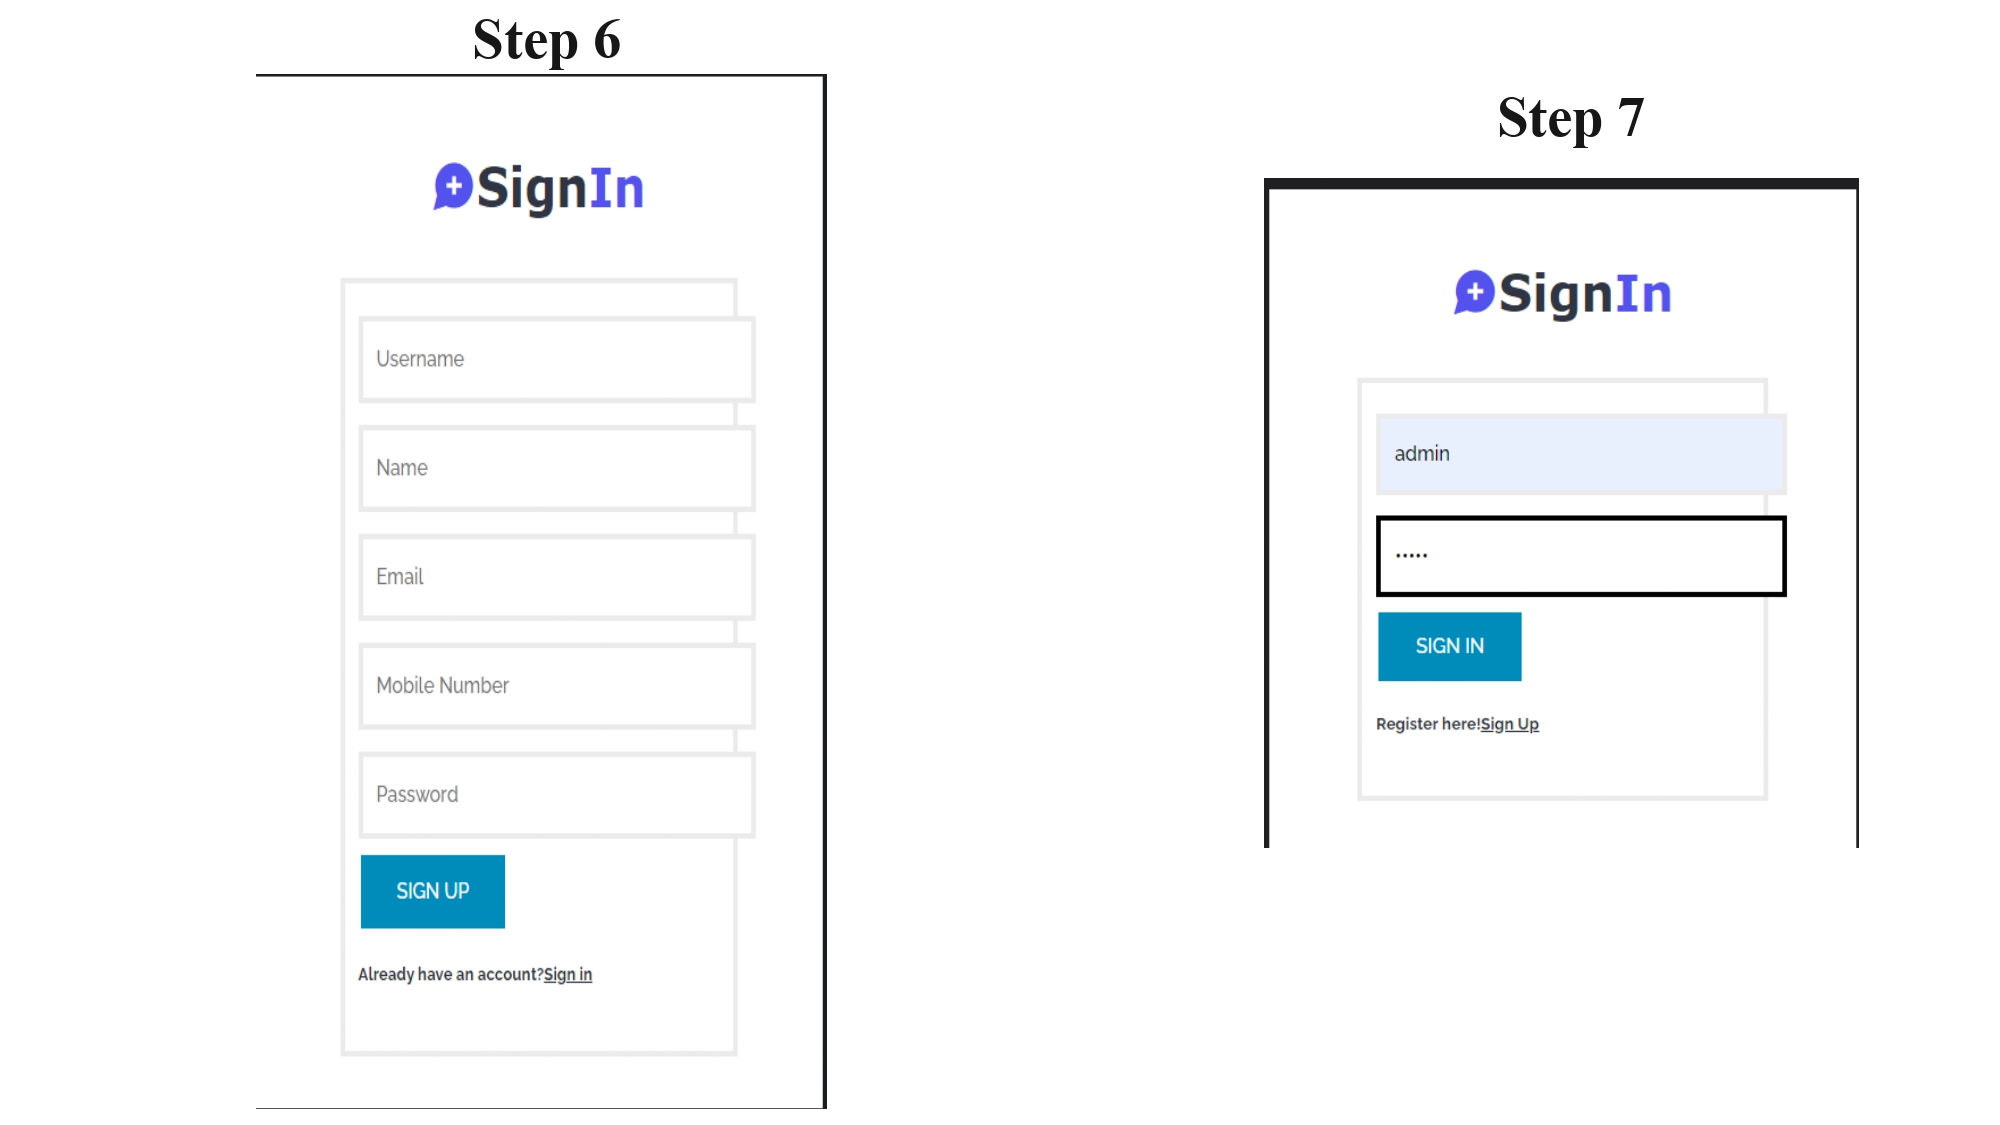 Step 6
SignIn
Username
Name
Email
Mobile Number
Password
SIGN UP
Already have an account?Sign in
Step 7
SignIn
admin
•••••
SIGN IN
Register here!Sign Up